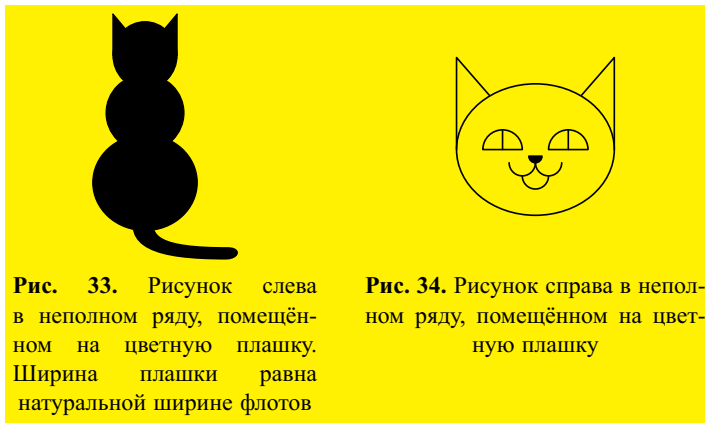 Рис. 33. Рисунок слева
в неполном ряду, помещён-
ном на цветную плашку.
Ширина плашки равна
натуральной ширине флотов
Рис. 34. Рисунок справа в непол-
ном ряду, помещённом на цвет-
ную плашку